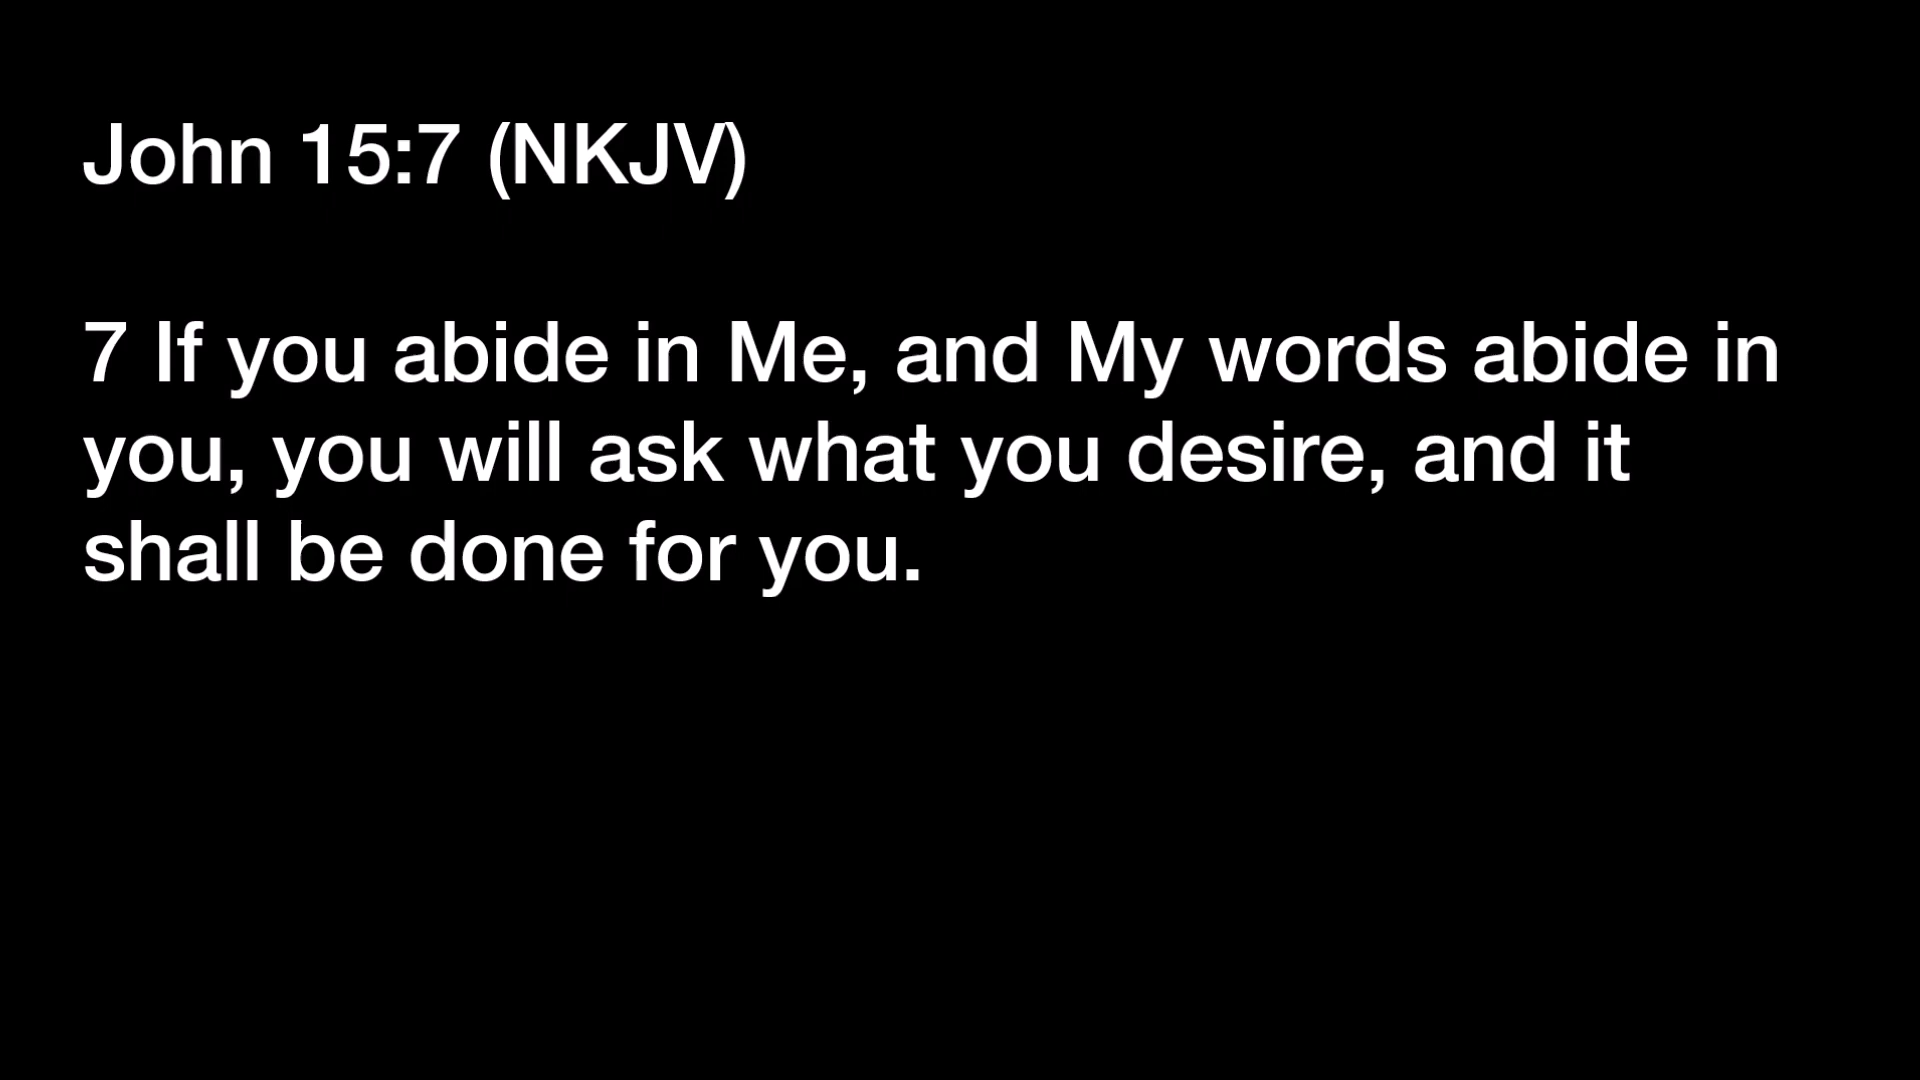 John 15:7 (NKJV)
7 If you abide in Me, and My words abide in
you, you will ask what you desire, and it
shall be done for you.